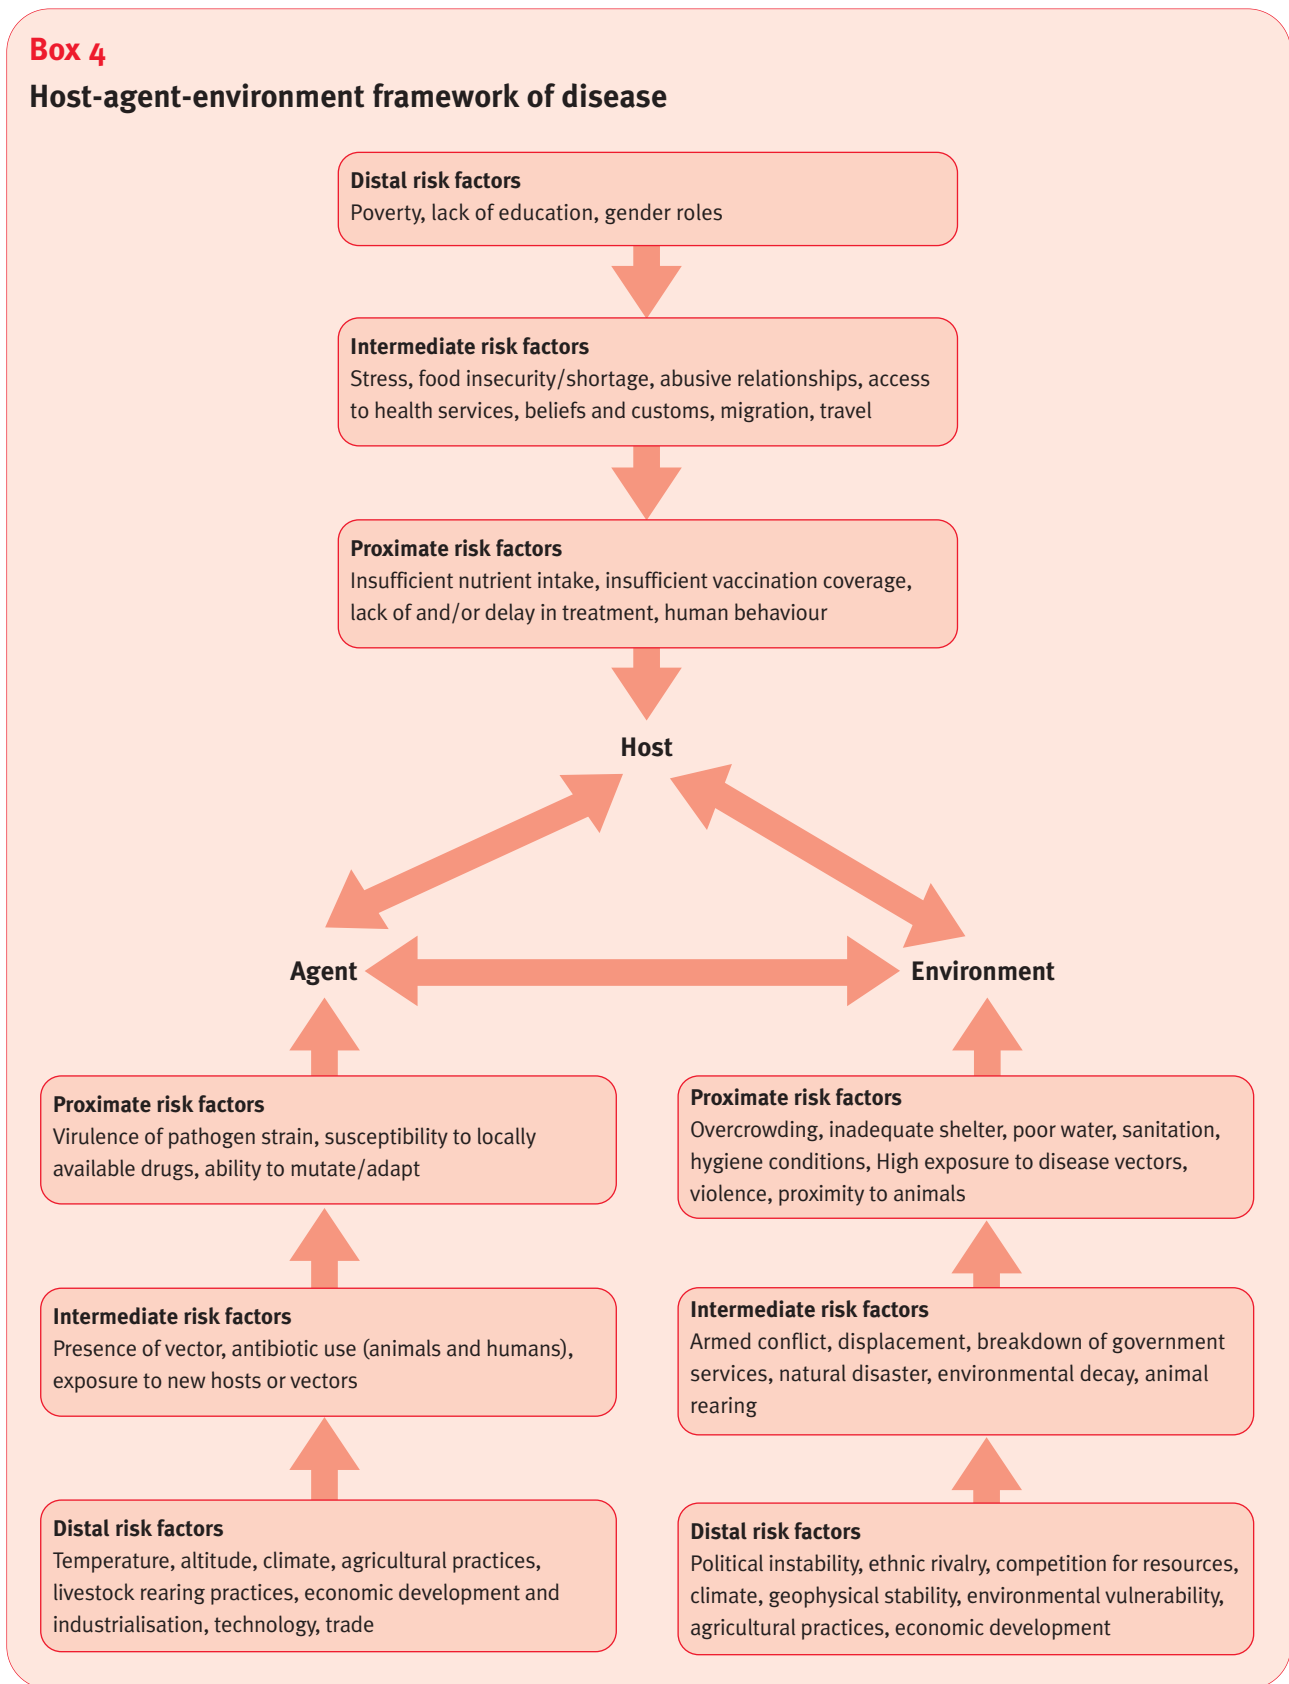 Box 4
Host-agent-environment framework of disease
Distal risk factors
Poverty, lack of education, gender roles
Intermediate risk factors
Stress, food insecurity/shortage, abusive relationships, access
to health services, beliefs and customs, migration, travel
Proximate risk factors
Insufficient nutrient intake, insufficient vaccination coverage,
lack of and/or delay in treatment, human behaviour
Host
Agent
Environment
Proximate risk factors
Virulence of pathogen strain, susceptibility to locally
available drugs, ability to mutate/adapt
Intermediate risk factors
Presence of vector, antibiotic use (animals and humans),
exposure to new hosts or vectors
Distal risk factors
Temperature, altitude, climate, agricultural practices,
livestock rearing practices, economic development and
industrialisation, technology, trade
Proximate risk factors
Overcrowding, inadequate shelter, poor water, sanitation,
hygiene conditions, High exposure to disease vectors,
violence, proximity to animals
Intermediate risk factors
Armed conflict, displacement, breakdown of government
services, natural disaster, environmental decay, animal
rearing
Distal risk factors
Political instability, ethnic rivalry, competition for resources,
climate, geophysical stability, environmental vulnerability,
agricultural practices, economic development